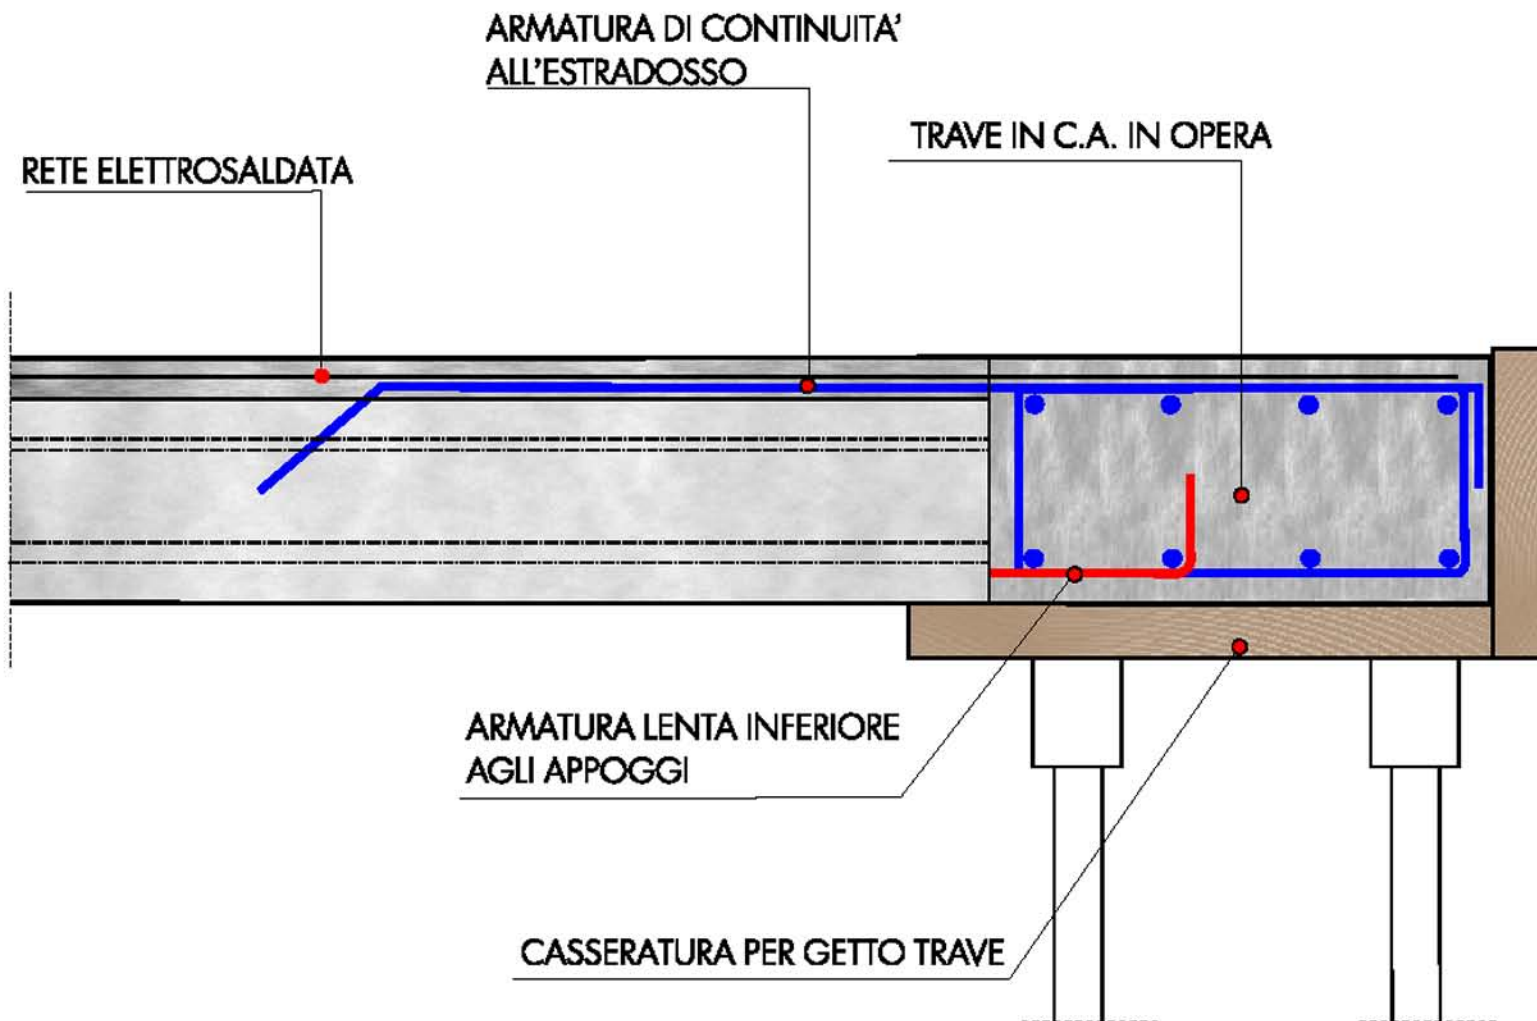 ARMATURA DI CONTINUITA'
ALL'ESTRADOSSO
TRAVE IN C.A. IN OPERA
RETE ELETTROSALDATA
ARMATURA LENTA INFERIORE
AGLI APPOGGI
CASSERATURA PER GETTO TRAVE